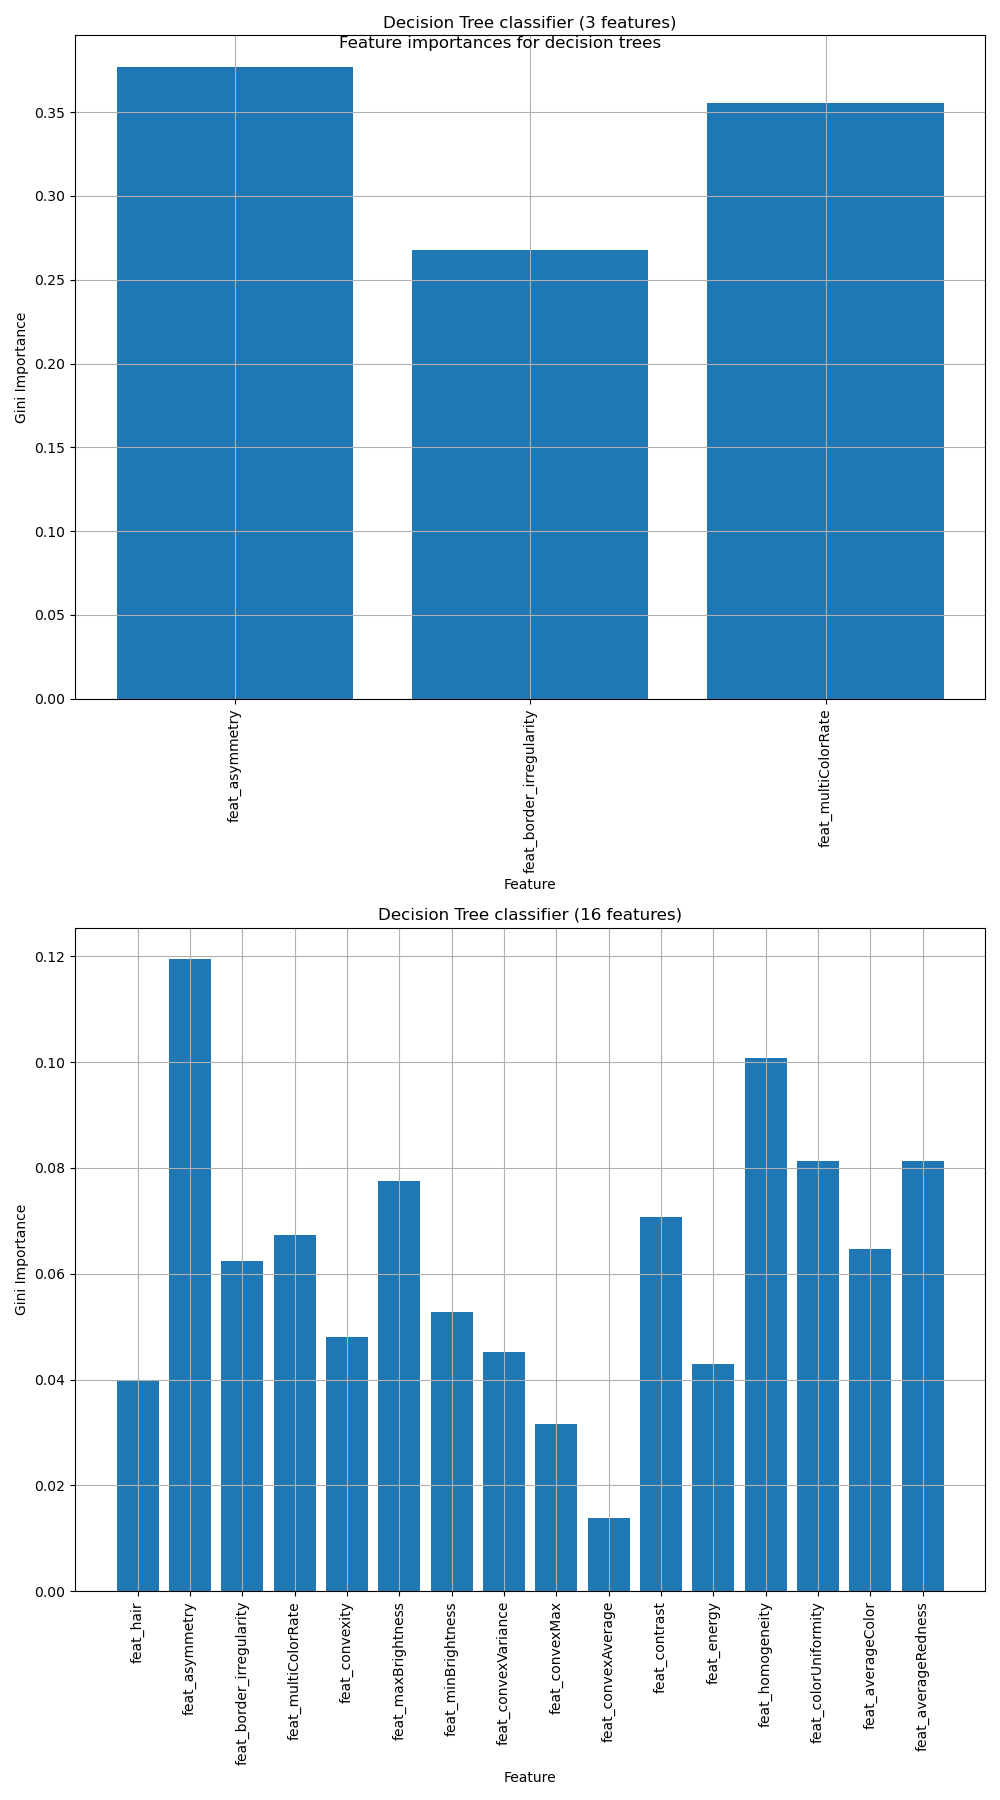 Decision Tree classifier (3 features)
Feature importances for decision trees
Gini Importance
0.35
0.30
0.25
0.20
0.15
0.10
0.05
0.00
feat_asymmetry
feat_border_irregularity
feat_multiColorRate
Feature
Decision Tree classifier (16 features)
Gini Importance
0.12
0.10
0.08
0.06
0.04
0.02
0.00
feat_hair
feat_asymmetry
feat_border_irregularity
feat_multiColorRate
feat_convexity
feat_maxBrightness
feat_minBrightness
feat_convexVariance
feat_convexMax
feat_convexAverage
feat_contrast
feat_energy
feat_homogeneity
feat_colorUniformity
feat_averageColor
feat_averageRedness
Feature